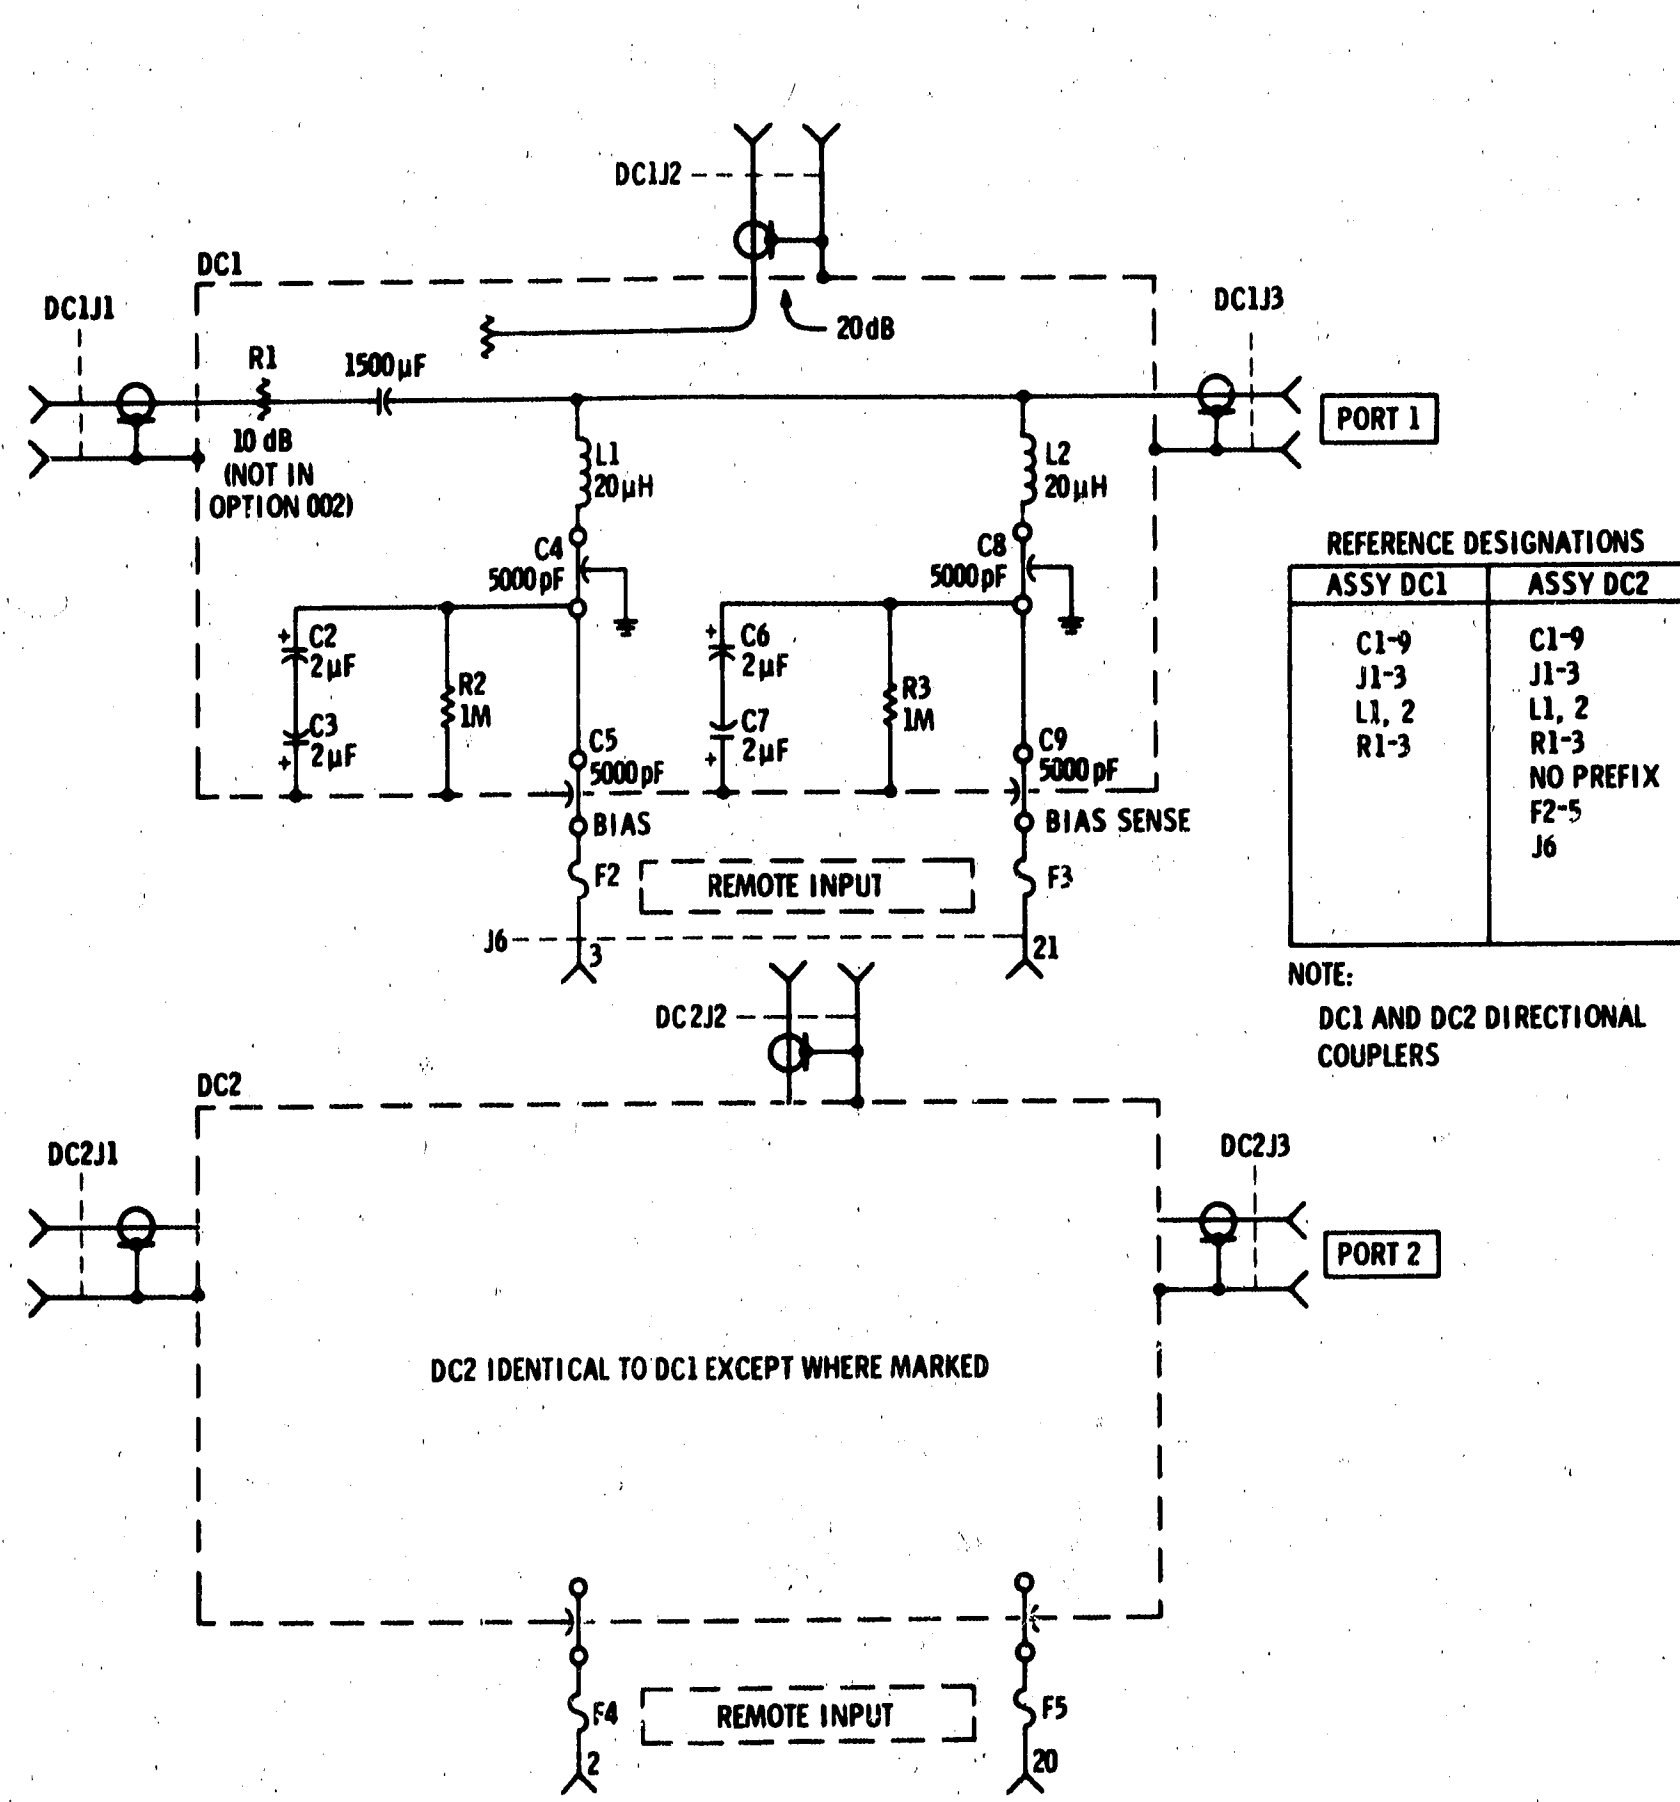 DC1J2
DC1
DC1J1
DC1J3
20dB
R1
1500µF
10 dB
(NOT IN
OPTION 002)
PORT 1
L1
20µH
L2
20µH
C4
5000pF
C8
5000pF
REFERENCE DESIGNATIONS
ASSY DC1
ASSY DC2
C1-9
J1-3
L1, 2
R1-3
C1-9
J1-3
L1, 2
R1-3
NO PREFIX
F2-5
J6
+
C2
2µF
C3
2µF
+
R2
1M
+
C6
2µF
C7
2µF
+
R3
1M
C5
5000pF
C9
5000pF
BIAS
BIAS SENSE
F2
REMOTE INPUT
F3
J6
3
21
NOTE:
DC1 AND DC2 DIRECTIONAL
COUPLERS
DC2J2
DC2
DC2J1
DC2J3
PORT 2
DC2 IDENTICAL TO DC1 EXCEPT WHERE MARKED
F4
REMOTE INPUT
F5
2
20